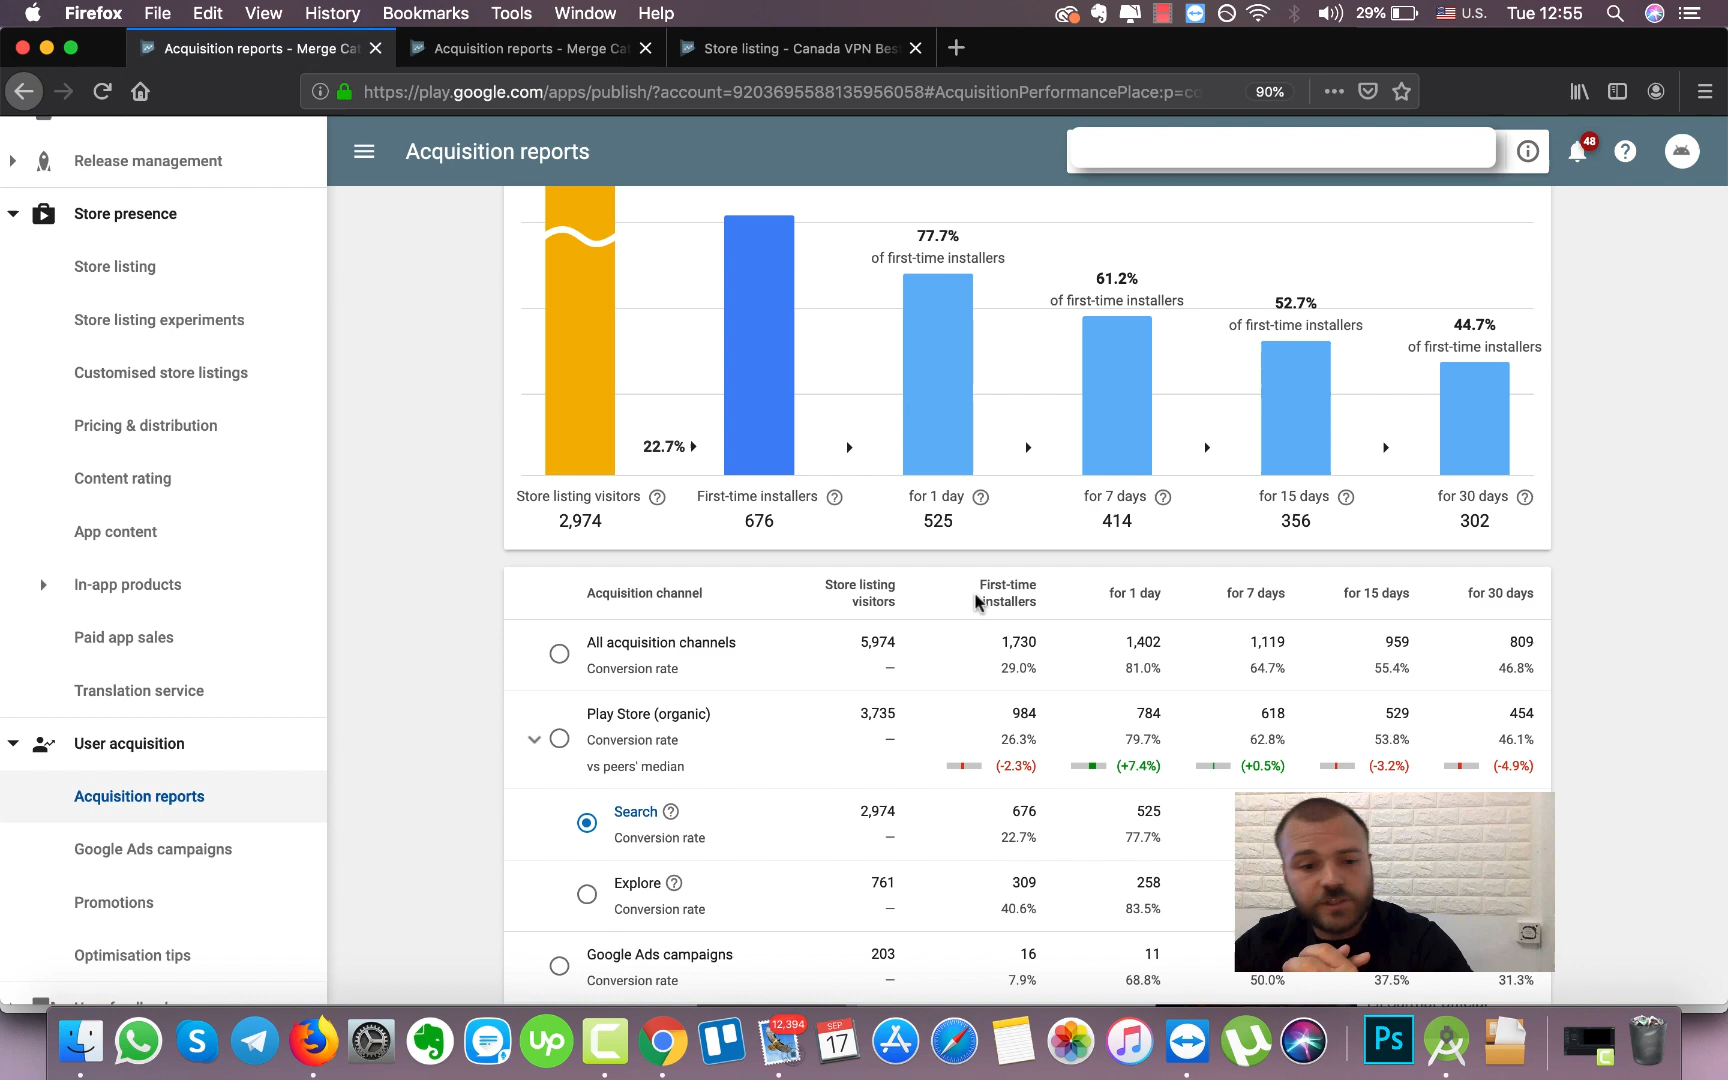 Firefox File Edit View History Bookmarks Tools Window Help
29% U.S. Tue 12:55
Acquisition reports - Merge Cat
Acquisition reports - Merge Cat
Store listing - Canada VPN Bes
https://play.google.com/apps/publish/?account=9203695588135956058#AcquisitionPerformancePlace:p=co
90%
Acquisition reports
48
Release management
Store presence
Store listing
Store listing experiments
Customised store listings
Pricing & distribution
Content rating
App content
In-app products
Paid app sales
Translation service
User acquisition
Acquisition reports
Google Ads campaigns
Promotions
Optimisation tips
77.7%
of first-time installers
61.2%
of first-time installers
52.7%
of first-time installers
44.7%
of first-time installers
22.7%
Store listing visitors First-time installers for 1 day for 7 days for 15 days for 30 days
2,974 676 525 414 356 302
Acquisition channel Store listing visitors First-time installers for 1 day for 7 days for 15 days for 30 days
All acquisition channels 5,974 1,730 1,402 1,119 959 809
Conversion rate – 29.0% 81.0% 64.7% 55.4% 46.8%
Play Store (organic) 3,735 984 784 618 529 454
Conversion rate – 26.3% 79.7% 62.8% 53.8% 46.1%
vs peers' median (-2.3%) (+7.4%) (+0.5%) (-3.2%) (-4.9%)
Search 2,974 676 525
Conversion rate – 22.7% 77.7%
Explore 761 309 258
Conversion rate – 40.6% 83.5%
Google Ads campaigns 203 16 11
Conversion rate – 7.9% 68.8% 50.0% 37.5% 31.3%
12,394
SEP
17
up
Ps